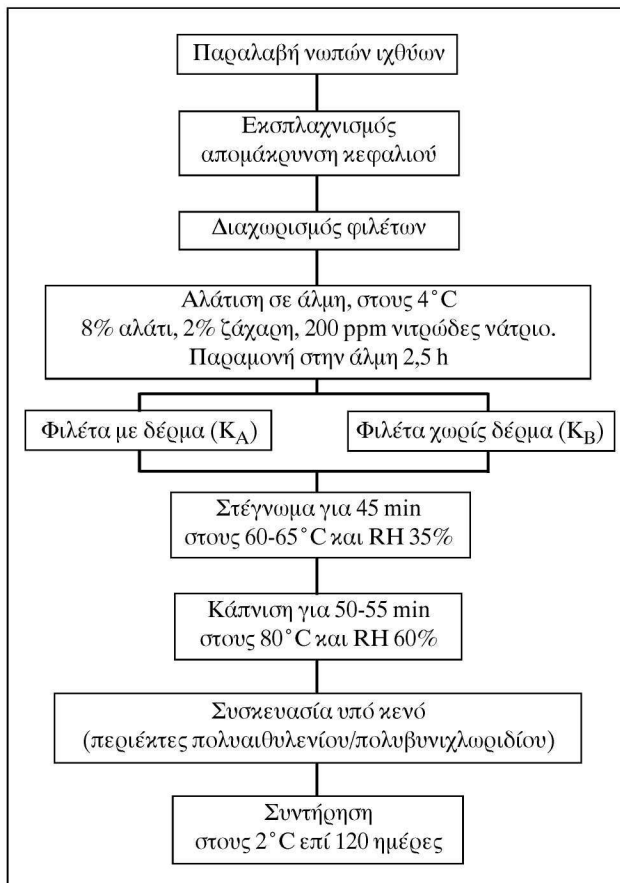 Παραλαβή νωπών ιχθύων
Εκσπλαχνισμός
απομάκρυνση κεφαλιού
Διαχωρισμός φιλέτων
Αλάτιση σε άλμη, στους 4°C
8% αλάτι, 2% ζάχαρη, 200 ppm νιτρώδες νάτριο.
Παραμονή στην άλμη 2,5 h
Φιλέτα με δέρμα (K_A)
Φιλέτα χωρίς δέρμα (K_B)
Στέγνωμα για 45 min
στους 60-65°C και RH 35%
Κάπνιση για 50-55 min
στους 80°C και RH 60%
Συσκευασία υπό κενό
(περιέκτες πολυαιθυλενίου/πολυβυνιχλωριδίου)
Συντήρηση
στους 2°C επί 120 ημέρες